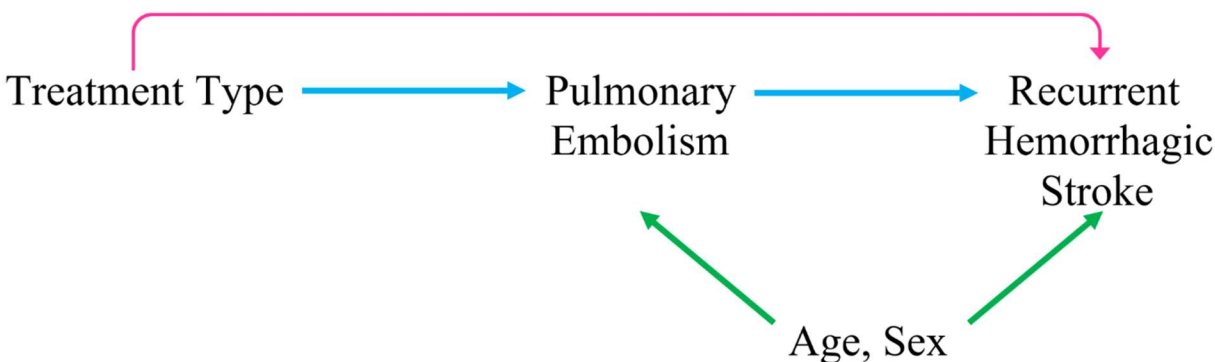 Treatment Type
Pulmonary
Embolism
Recurrent
Hemorrhagic
Stroke
Age, Sex